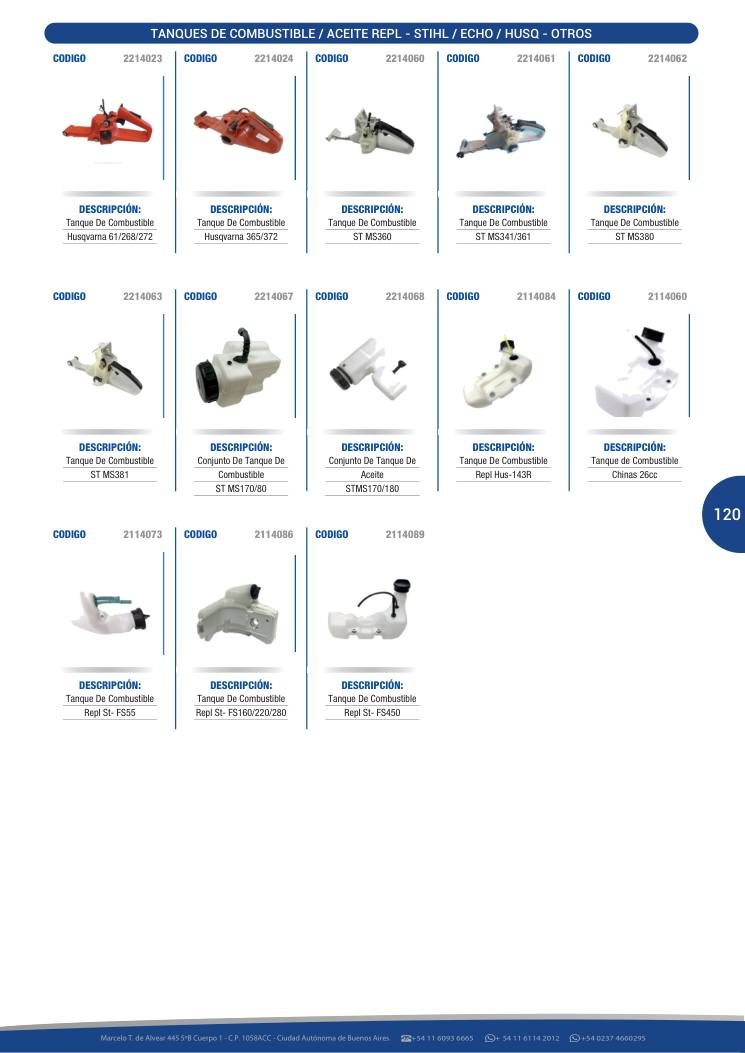 TANQUES DE COMBUSTIBLE / ACEITE REPL - STIHL / ECHO / HUSQ - OTROS
CODIGO 2214023
DESCRIPCIÓN:
Tanque De Combustible
Husqvarna 61/268/272
CODIGO 2214024
DESCRIPCIÓN:
Tanque De Combustible
Husqvarna 365/372
CODIGO 2214060
DESCRIPCIÓN:
Tanque De Combustible
ST MS360
CODIGO 2214061
DESCRIPCIÓN:
Tanque De Combustible
ST MS341/361
CODIGO 2214062
DESCRIPCIÓN:
Tanque De Combustible
ST MS380
CODIGO 2214063
DESCRIPCIÓN:
Tanque De Combustible
ST MS381
CODIGO 2214067
DESCRIPCIÓN:
Conjunto De Tanque De
Combustible
ST MS170/80
CODIGO 2214068
DESCRIPCIÓN:
Conjunto De Tanque De
Aceite
STMS170/180
CODIGO 2114084
DESCRIPCIÓN:
Tanque De Combustible
Repl Hus-143R
CODIGO 2114060
DESCRIPCIÓN:
Tanque de Combustible
Chinas 26cc
120
CODIGO 2114073
DESCRIPCIÓN:
Tanque De Combustible
Repl St- FS55
CODIGO 2114086
DESCRIPCIÓN:
Tanque De Combustible
Repl St- FS160/220/280
CODIGO 2114089
DESCRIPCIÓN:
Tanque De Combustible
Repl St- FS450
Marcelo T. de Alvear 445 5ºB Cuerpo 1 - C.P. 1058ACC - Ciudad Autónoma de Buenos Aires. +54 11 6093 6665 + 54 11 6114 2012 +54 0237 4660295